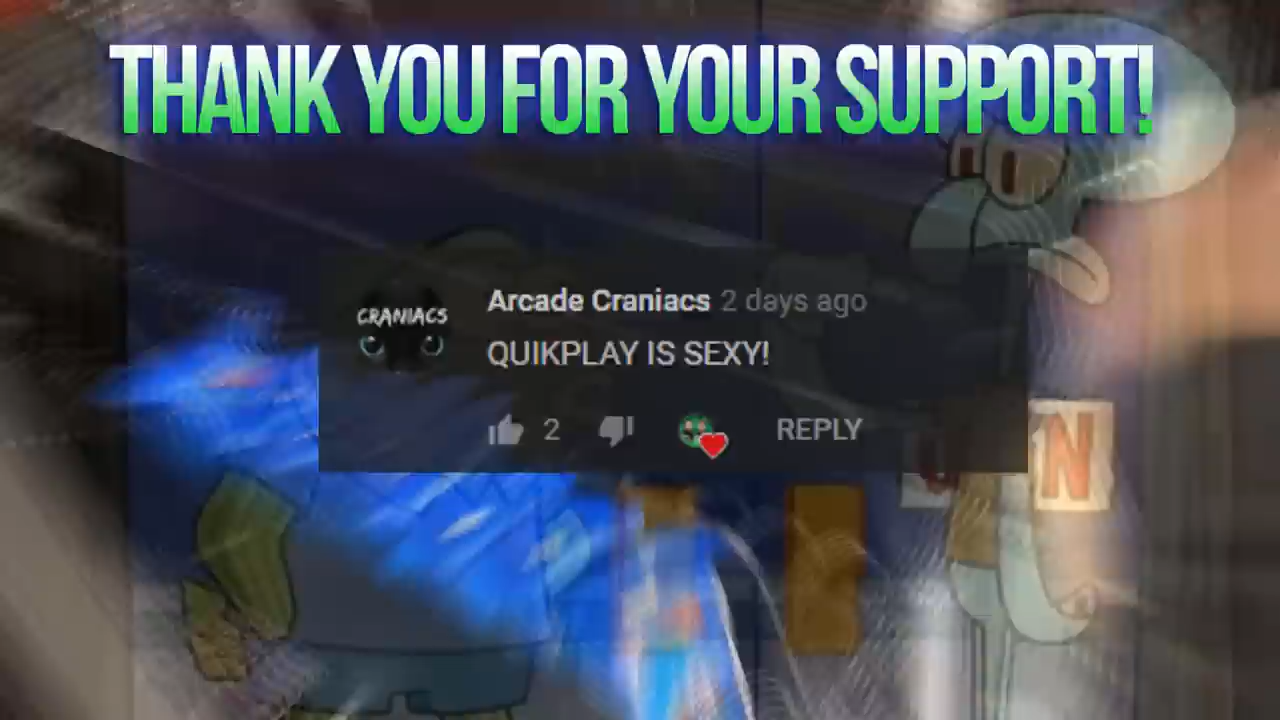 THANK YOU FOR YOUR SUPPORT!
CRANIACS
Arcade Craniacs 2 days ago
QUIKPLAY IS SEXY!
2
REPLY
N